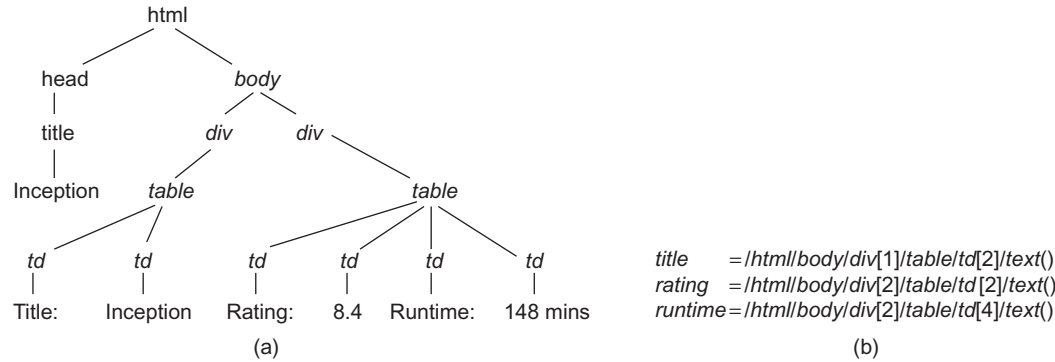 html
head body
title div div
Inception table table
td td td td td td
Title: Inception Rating: 8.4 Runtime: 148 mins
(a)
title =/html/body/div[1]/table/td[2]/text()
rating =/html/body/div[2]/table/td [2]/text()
runtime=/html/body/div[2]/table/td[4]/text()
(b)